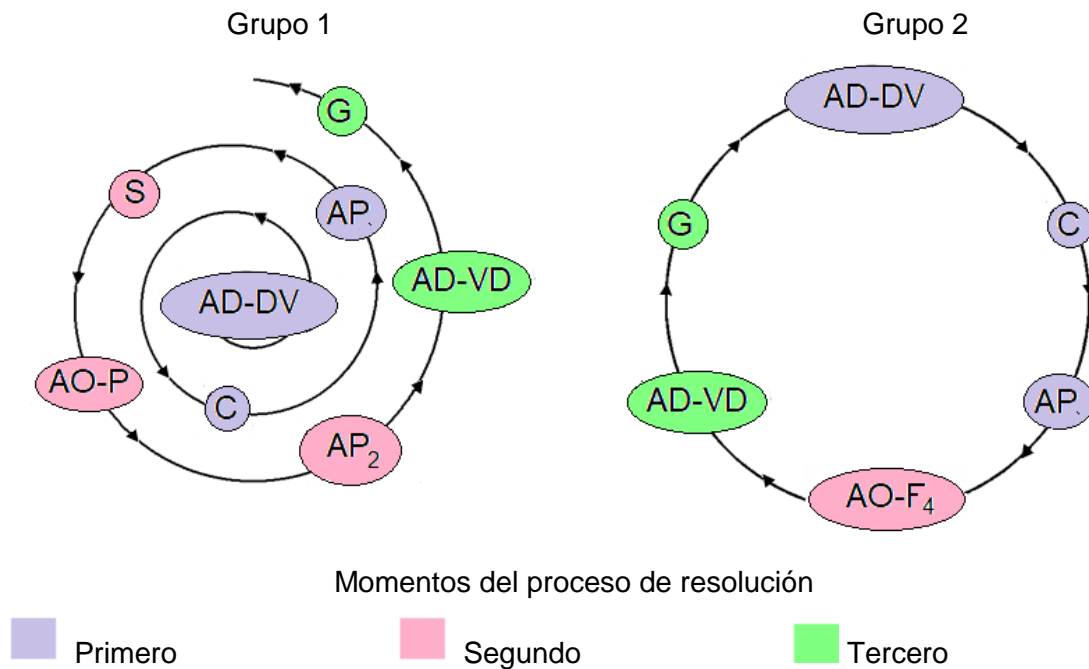 Grupo 1
Grupo 2
G
S
AP
AD-DV
AD-VD
AO-P
C
AP2
AD-DV
C
G
AP
AD-VD
AO-F4
Momentos del proceso de resolución
Primero
Segundo
Tercero